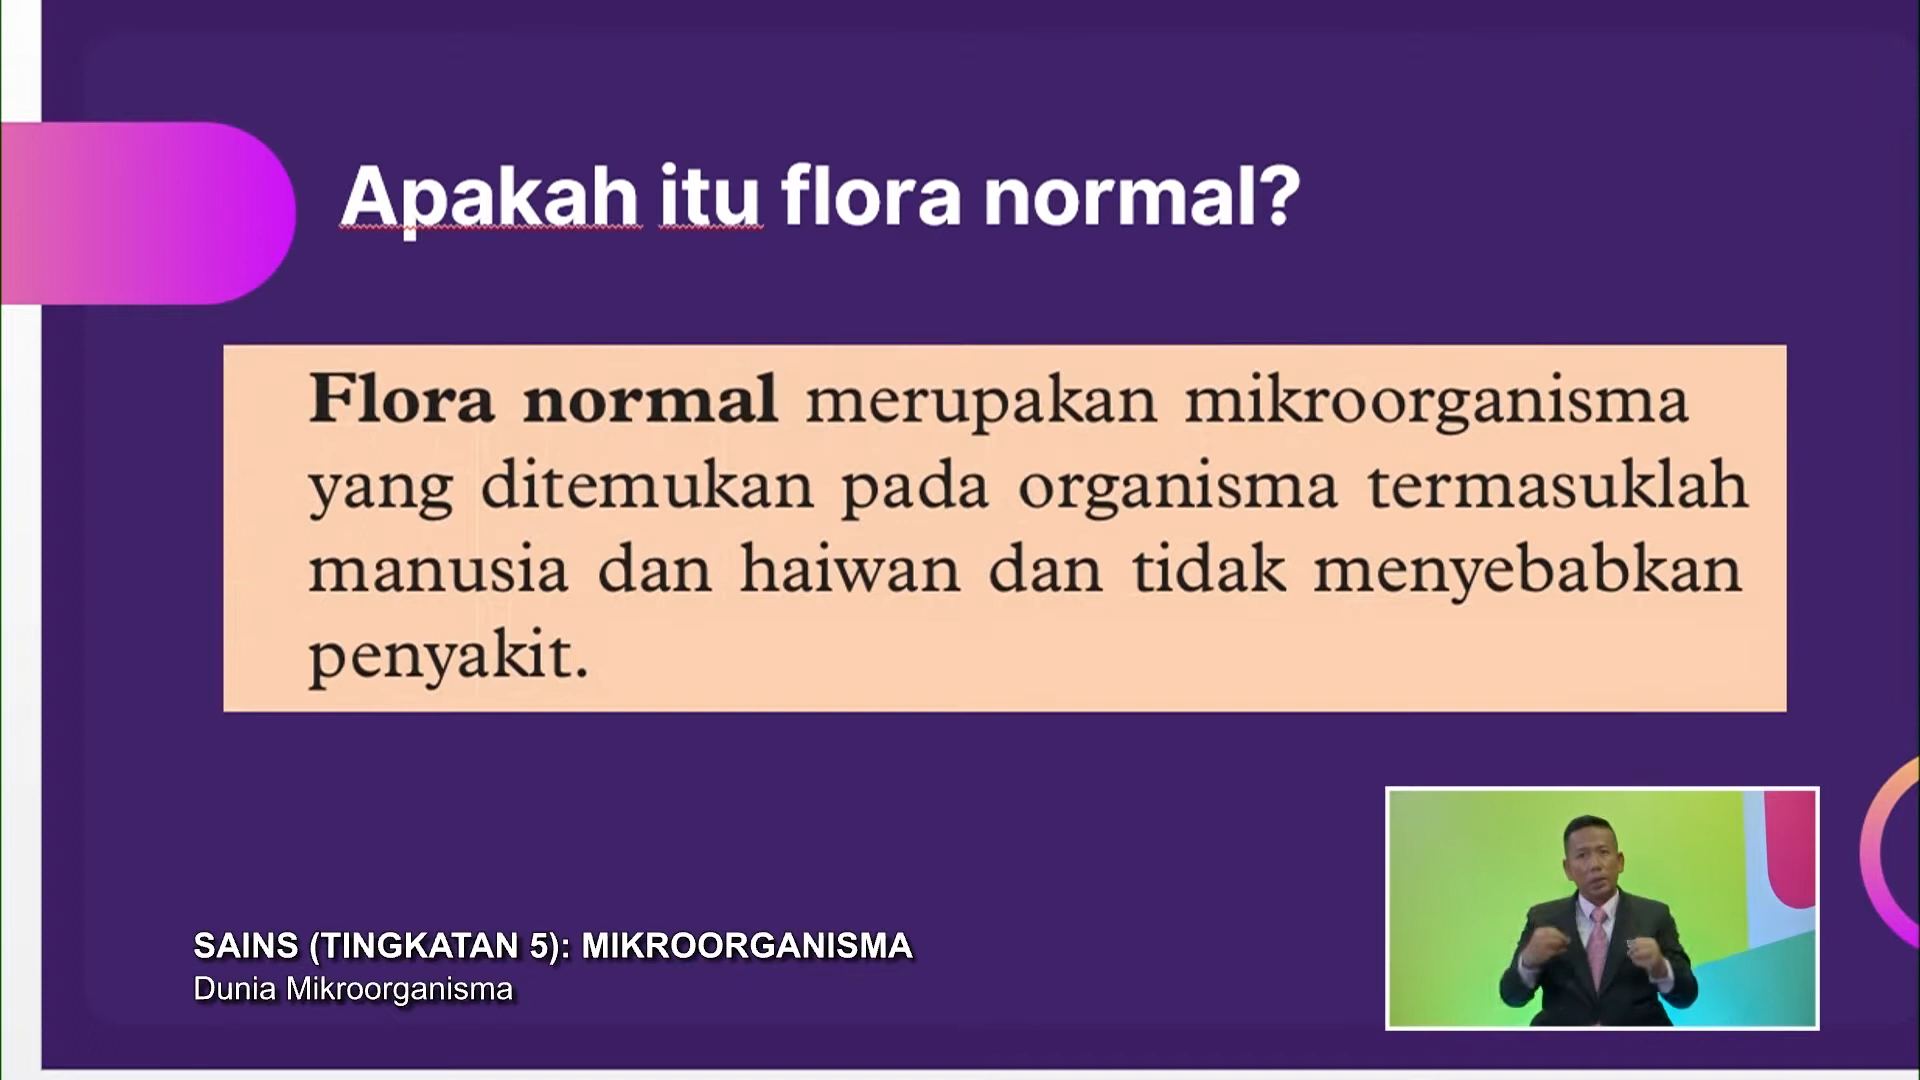 Apakah itu flora normal?
Flora normal merupakan mikroorganisma
yang ditemukan pada organisma termasuklah
manusia dan haiwan dan tidak menyebabkan
penyakit.
SAINS (TINGKATAN 5): MIKROORGANISMA
Dunia Mikroorganisma